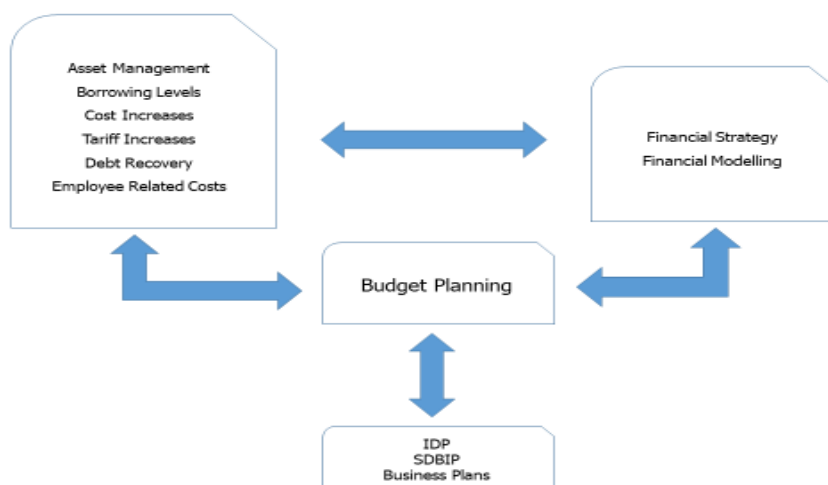 Asset Management
Borrowing Levels
Cost Increases
Tariff Increases
Debt Recovery
Employee Related Costs
Financial Strategy
Financial Modelling
Budget Planning
IDP
SDBIP
Business Plans